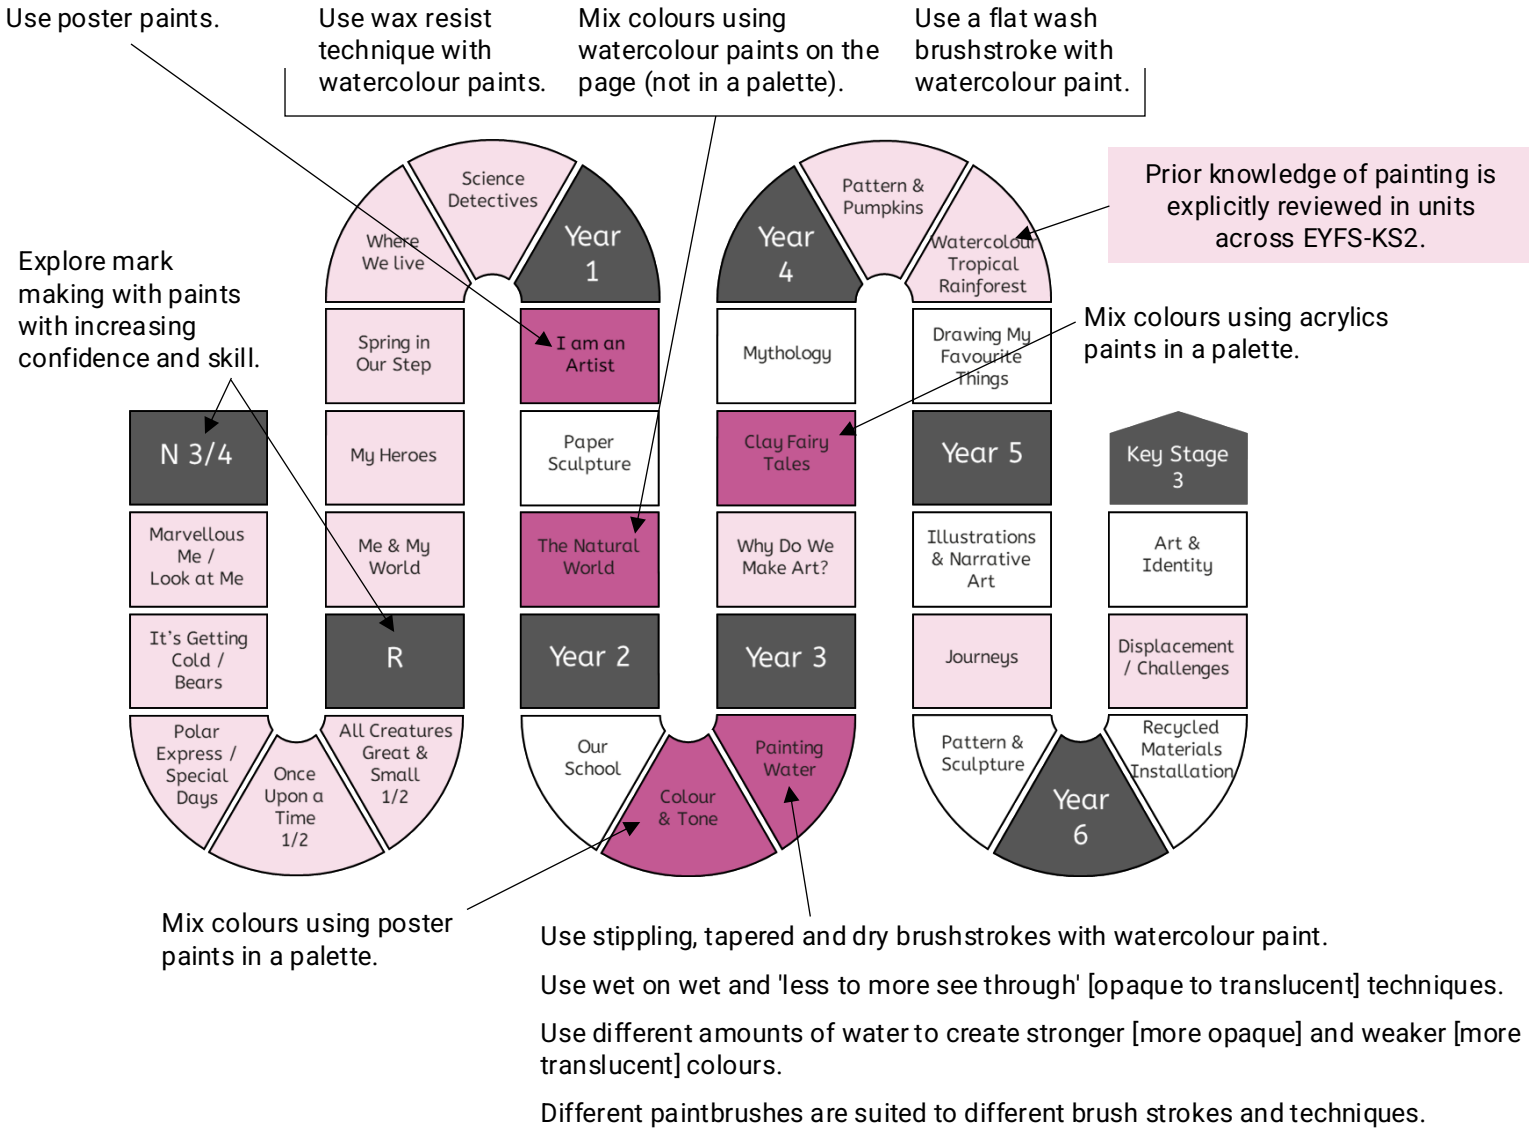 Use poster paints.
Use wax resist
technique with
watercolour paints.
Mix colours using
watercolour paints on the
page (not in a palette).
Use a flat wash
brushstroke with
watercolour paint.
Prior knowledge of painting is
explicitly reviewed in units
across EYFS-KS2.
Explore mark
making with paints
with increasing
confidence and skill.
Mix colours using acrylics
paints in a palette.
N 3/4
Marvellous
Me /
Look at Me
It's Getting
Cold /
Bears
Polar
Express /
Special
Days
Once
Upon a
Time
1/2
All Creatures
Great &
Small
1/2
R
Me & My
World
My Heroes
Spring in
Our Step
Where
We live
Science
Detectives
Year
1
I am an
Artist
Paper
Sculpture
The Natural
World
Year 2
Our
School
Colour
& Tone
Painting
Water
Year 3
Why Do We
Make Art?
Clay Fairy
Tales
Mythology
Year
4
Pattern &
Pumpkins
Watercolour
Tropical
Rainforest
Drawing My
Favourite
Things
Year 5
Illustrations
& Narrative
Art
Journeys
Pattern &
Sculpture
Year
6
Recycled
Materials
Installation
Displacement
/ Challenges
Art &
Identity
Key Stage
3
Mix colours using poster
paints in a palette.
Use stippling, tapered and dry brushstrokes with watercolour paint.
Use wet on wet and 'less to more see through' [opaque to translucent] techniques.
Use different amounts of water to create stronger [more opaque] and weaker [more
translucent] colours.
Different paintbrushes are suited to different brush strokes and techniques.